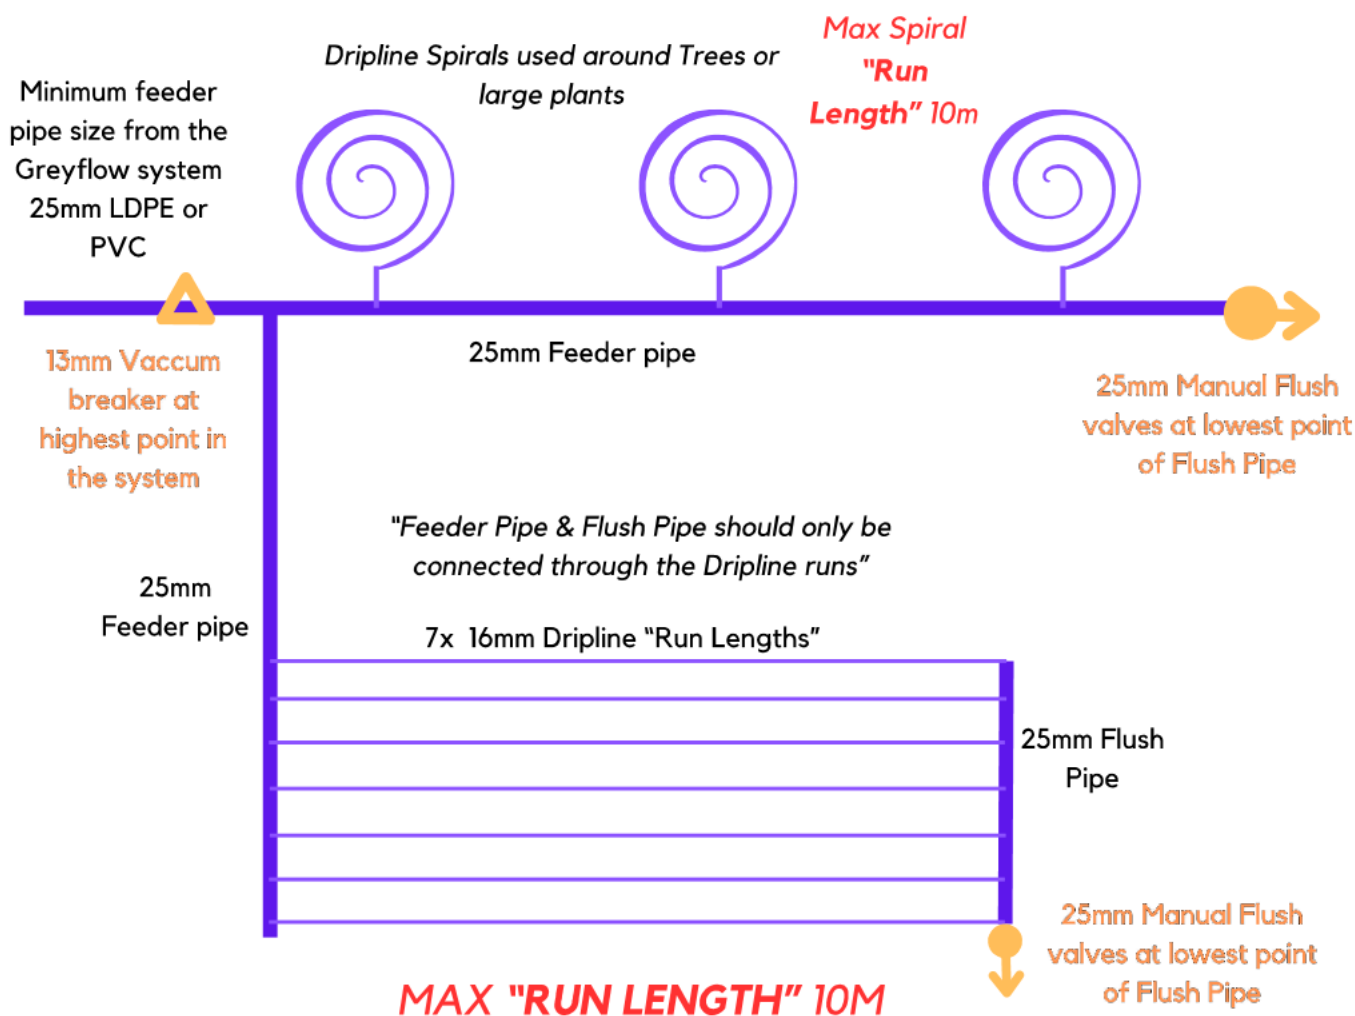 Dripline Spirals used around Trees or
large plants
Max Spiral
“Run
Length” 10m
Minimum feeder
pipe size from the
Greyflow system
25mm LDPE or
PVC
13mm Vaccum
breaker at
highest point in
the system
25mm Feeder pipe
25mm Manual Flush
valves at lowest point
of Flush Pipe
“Feeder Pipe & Flush Pipe should only be
connected through the Dripline runs”
25mm
Feeder pipe
7x 16mm Dripline “Run Lengths”
25mm Flush
Pipe
25mm Manual Flush
valves at lowest point
of Flush Pipe
MAX “RUN LENGTH” 10M